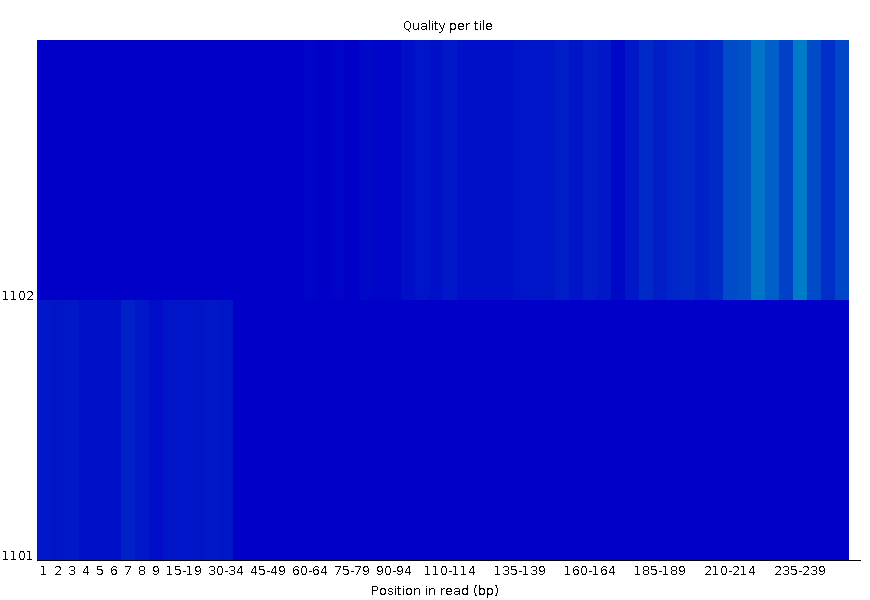 Quality per tile
1102
1101
1 2 3 4 5 6 7 8 9 15-19 30-34 45-49 60-64 75-79 90-94 110-114 135-139 160-164 185-189 210-214 235-239
Position in read (bp)